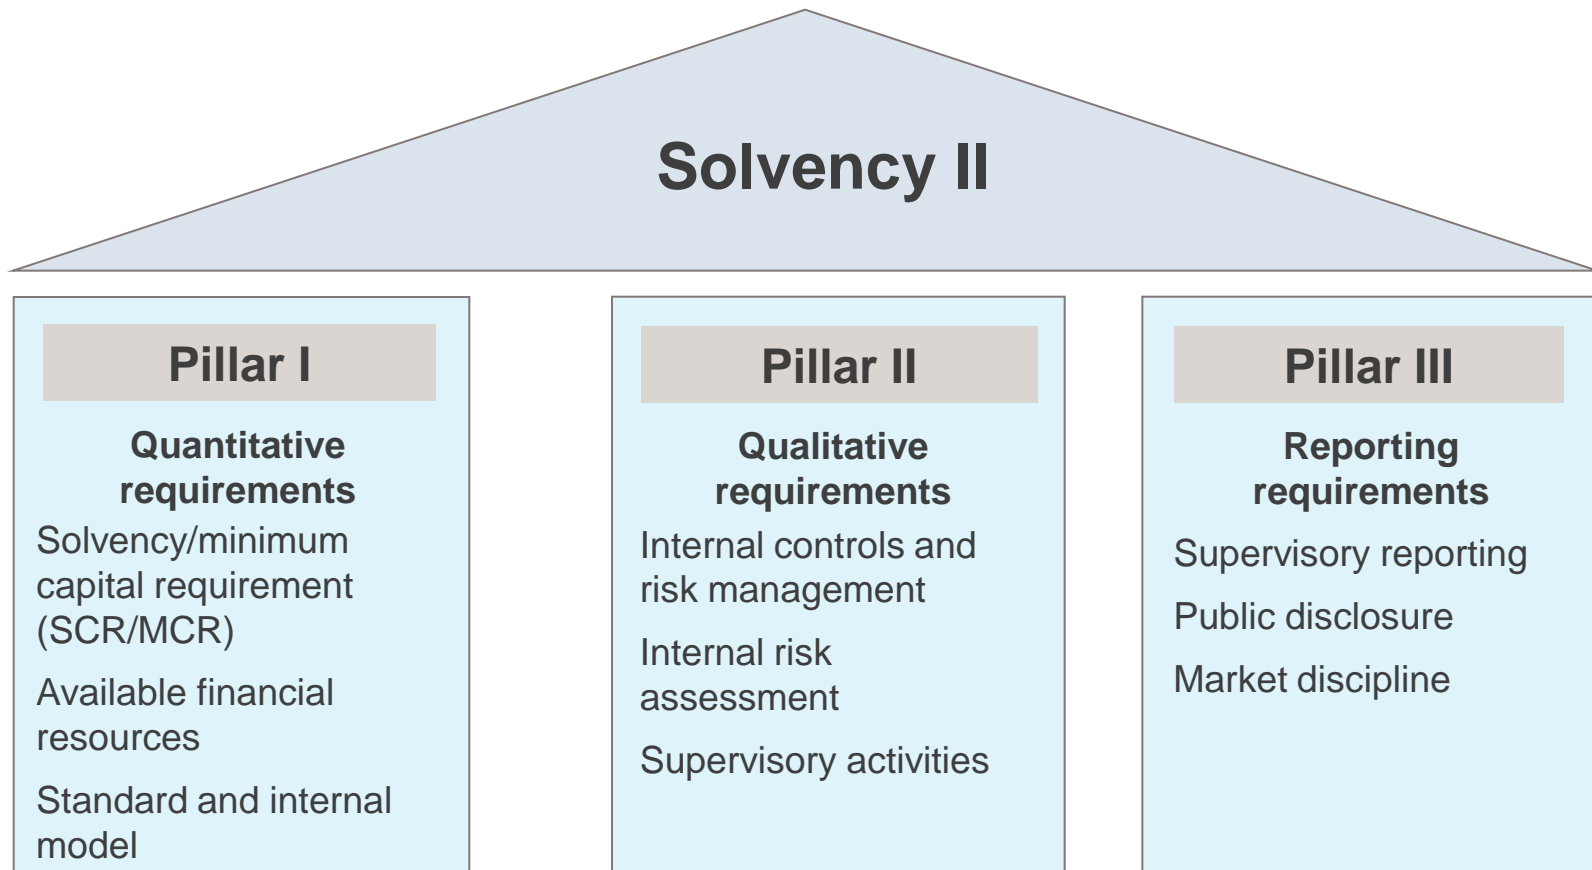 Solvency II
Pillar I
Quantitative
requirements
Solvency/minimum
capital requirement
(SCR/MCR)
Available financial
resources
Standard and internal
model
Pillar II
Qualitative
requirements
Internal controls and
risk management
Internal risk
assessment
Supervisory activities
Pillar III
Reporting
requirements
Supervisory reporting
Public disclosure
Market discipline